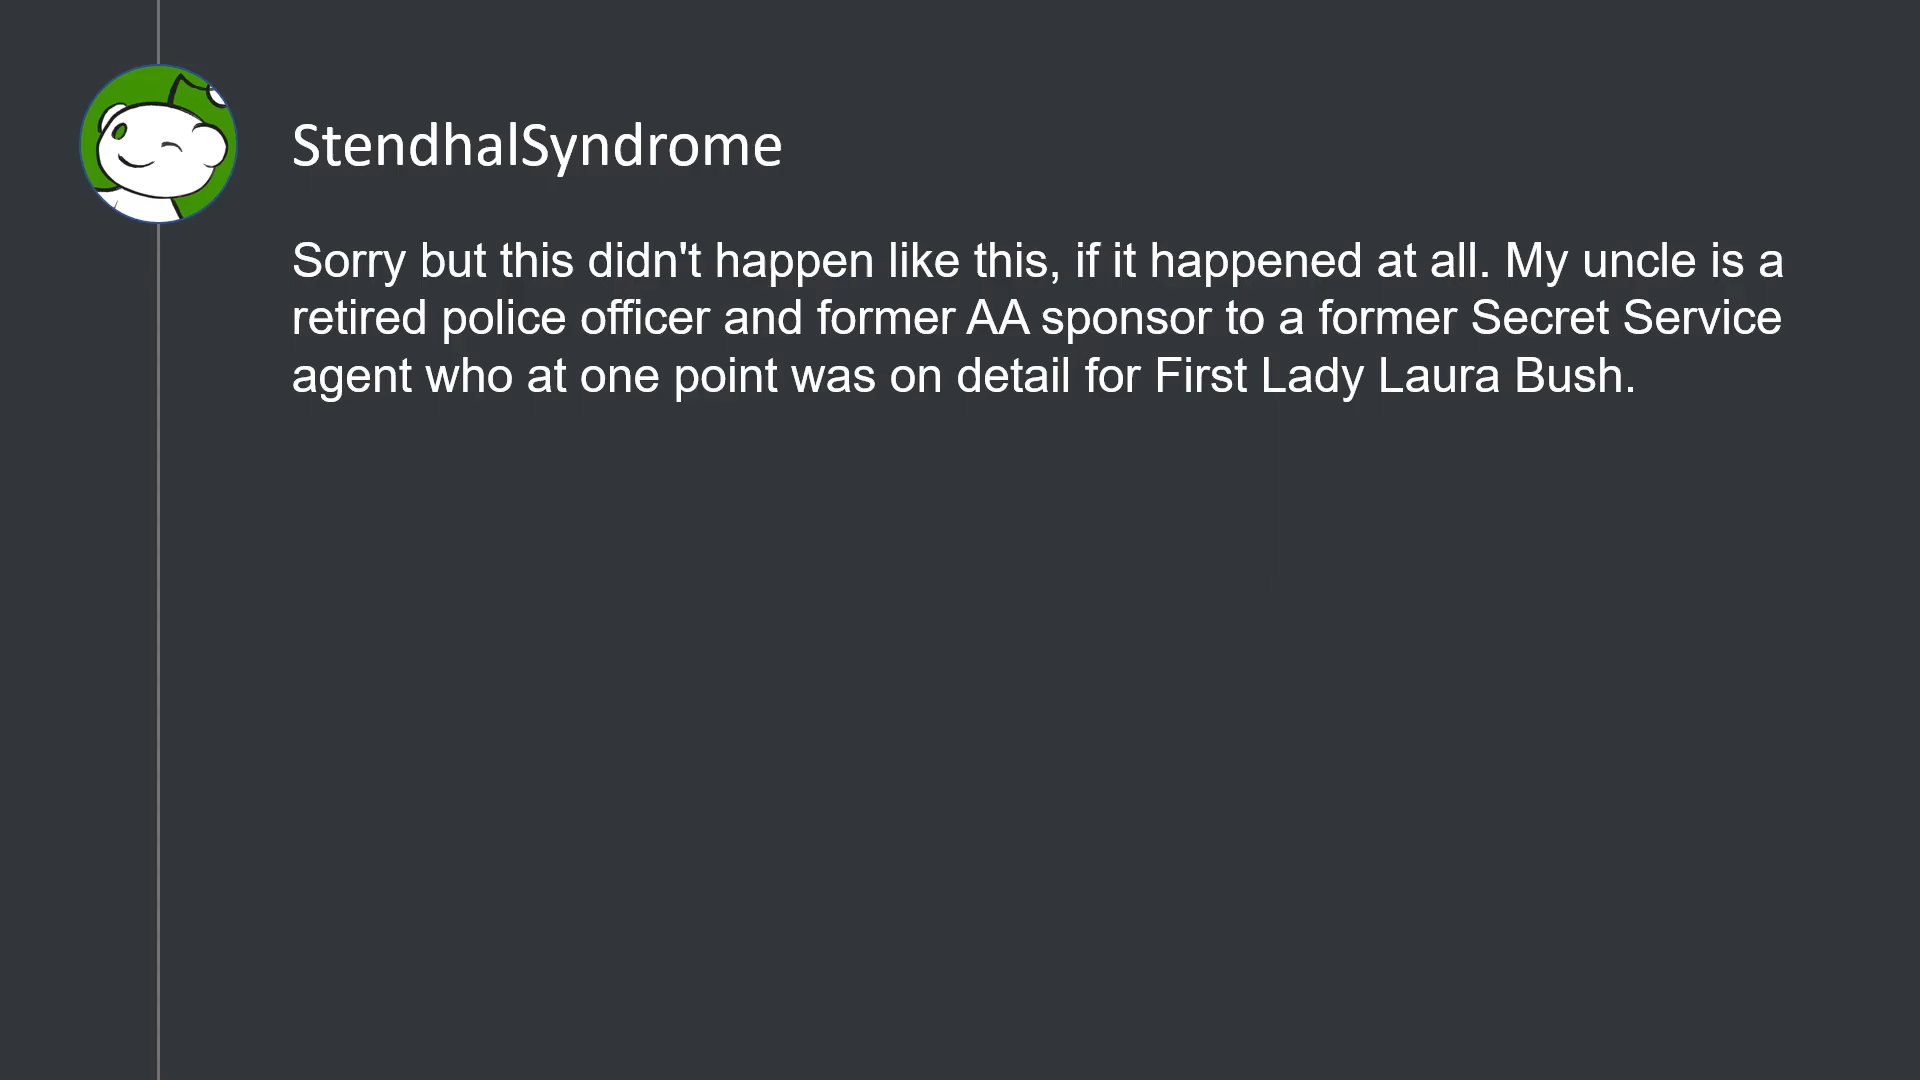 StendhalSyndrome
Sorry but this didn't happen like this, if it happened at all. My uncle is a
retired police officer and former AA sponsor to a former Secret Service
agent who at one point was on detail for First Lady Laura Bush.